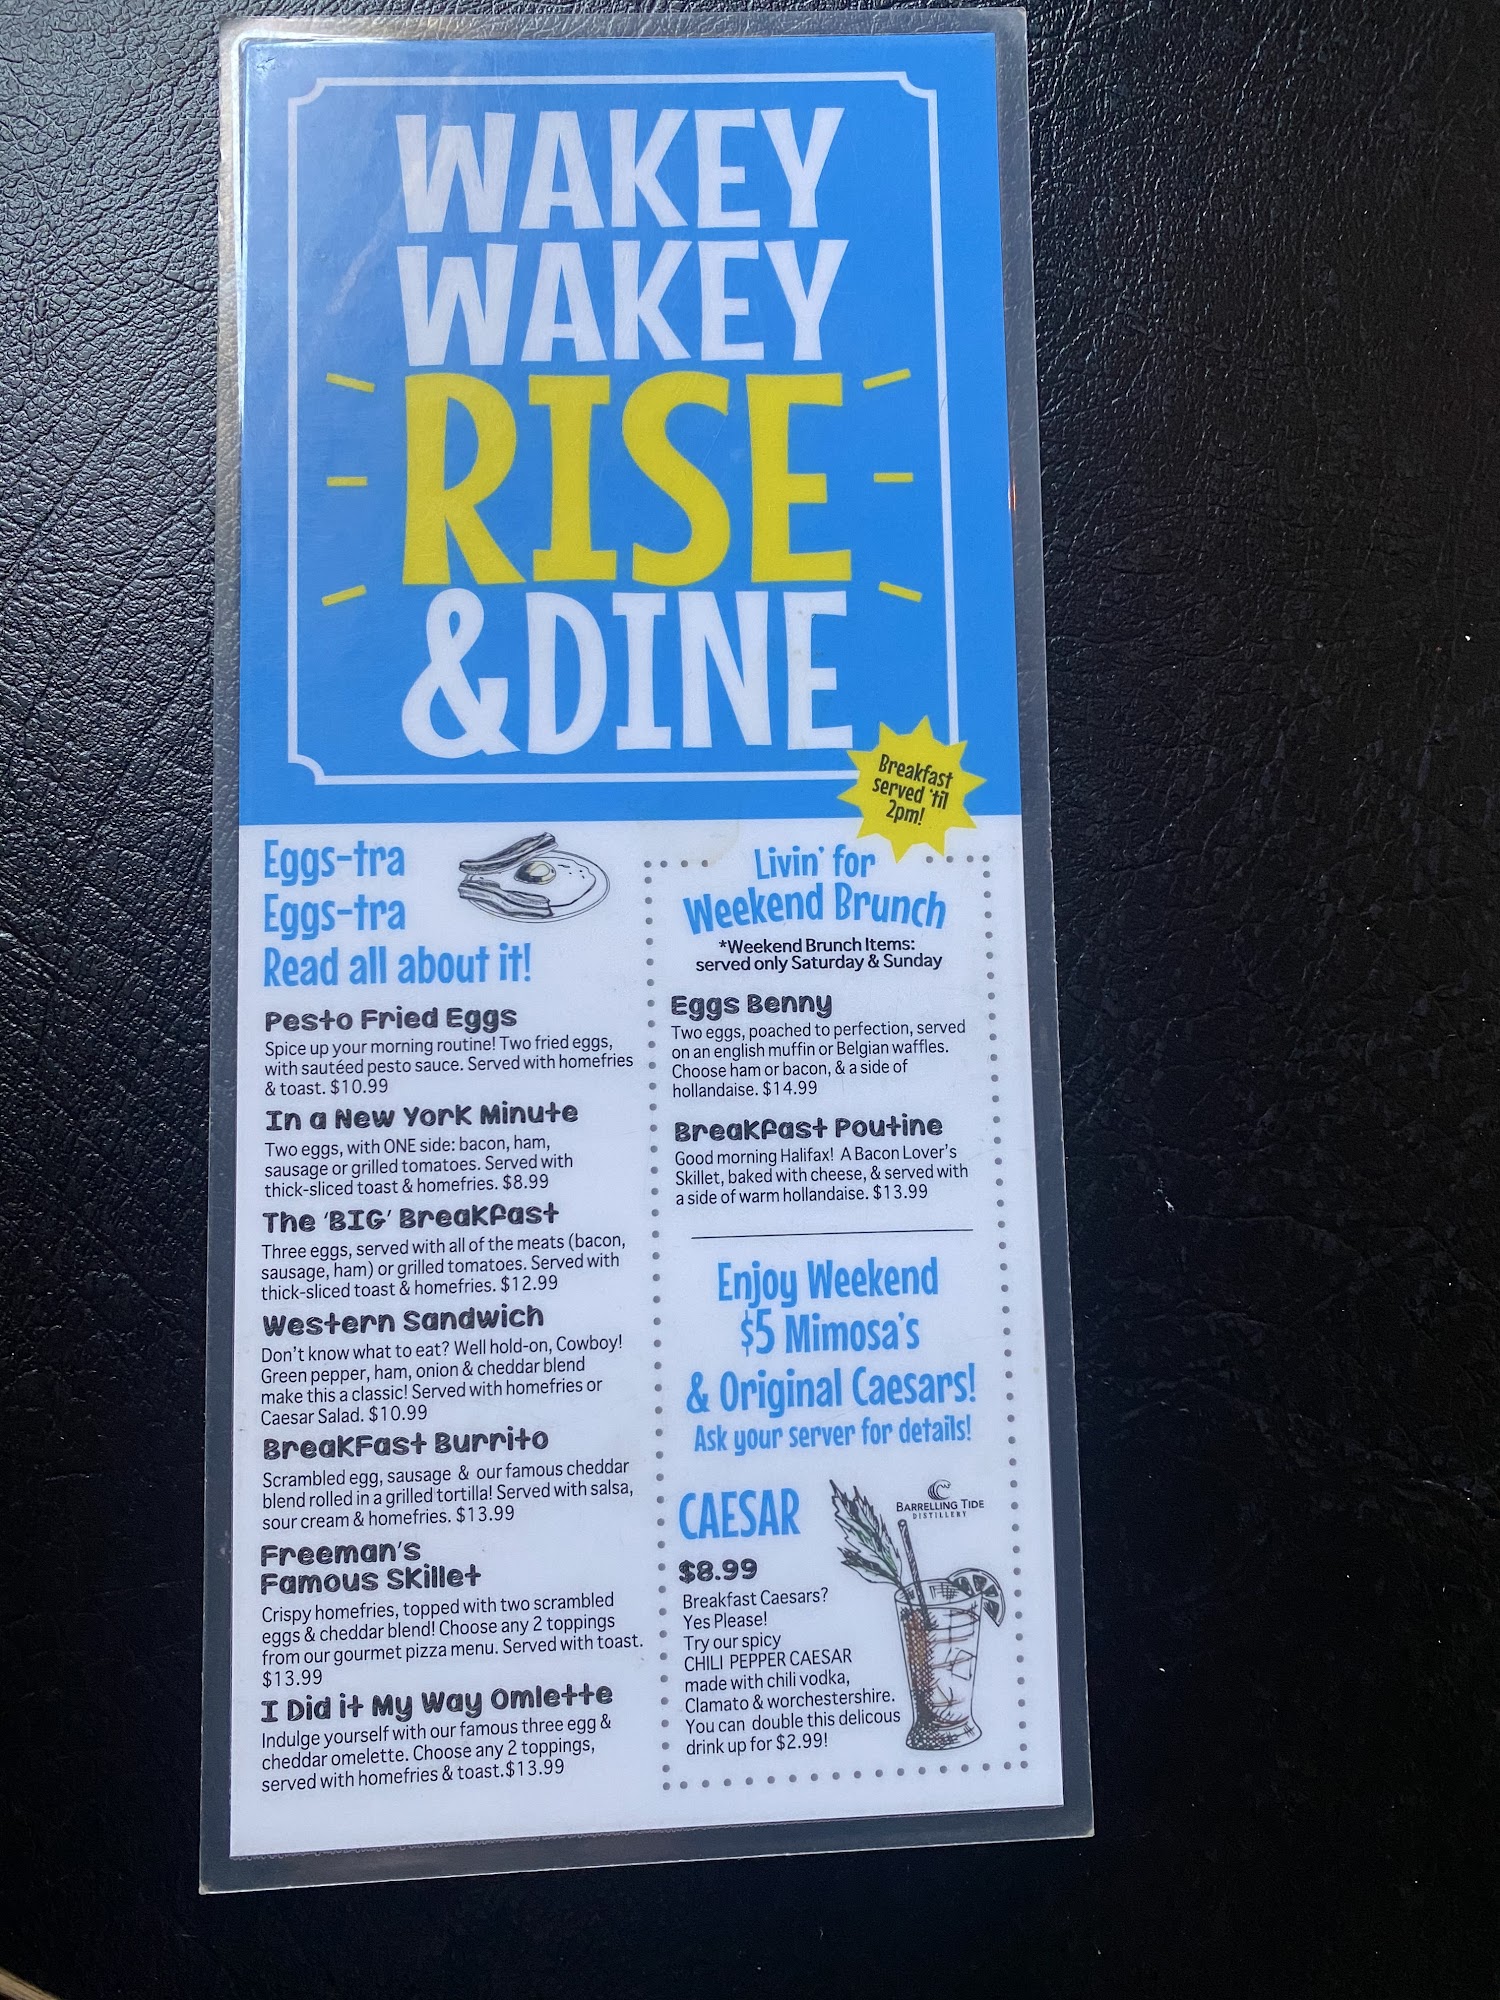 WAKEY
WAKEY
RISE
& DINE
Breakfast
served 'til
2pm!
Eggs-tra
Eggs-tra
Read all about it!
Pesto Fried Eggs
Spice up your morning routine! Two fried eggs,
with sautéed pesto sauce. Served with homefries
& toast. $10.99
In a New York Minute
Two eggs, with ONE side: bacon, ham,
sausage or grilled tomatoes. Served with
thick-sliced toast & homefries. $8.99
The 'BIG' Breakfast
Three eggs, served with all of the meats (bacon,
sausage, ham) or grilled tomatoes. Served with
thick-sliced toast & homefries. $12.99
Western Sandwich
Don't know what to eat? Well hold-on, Cowboy!
Green pepper, ham, onion & cheddar blend
make this a classic! Served with homefries or
Caesar Salad. $10.99
Breakfast Burrito
Scrambled egg, sausage & our famous cheddar
blend rolled in a grilled tortilla! Served with salsa,
sour cream & homefries. $13.99
Freeman's
Famous Skillet
Crispy homefries, topped with two scrambled
eggs & cheddar blend! Choose any 2 toppings
from our gourmet pizza menu. Served with toast.
$13.99
I Did it My Way Omlette
Indulge yourself with our famous three egg &
cheddar omelette. Choose any 2 toppings,
served with homefries & toast.$13.99
Livin' for
Weekend Brunch
*Weekend Brunch Items:
served only Saturday & Sunday
Eggs Benny
Two eggs, poached to perfection, served
on an english muffin or Belgian waffles.
Choose ham or bacon, & a side of
hollandaise. $14.99
Breakfast Poutine
Good morning Halifax! A Bacon Lover's
Skillet, baked with cheese, & served with
a side of warm hollandaise. $13.99
Enjoy Weekend
$5 Mimosa's
& Original Caesars!
Ask your server for details!
CAESAR
BARRELLING TIDE
DISTILLERY
$8.99
Breakfast Caesars?
Yes Please!
Try our spicy
CHILI PEPPER CAESAR
made with chili vodka,
Clamato & worchestershire.
You can double this delicous
drink up for $2.99!